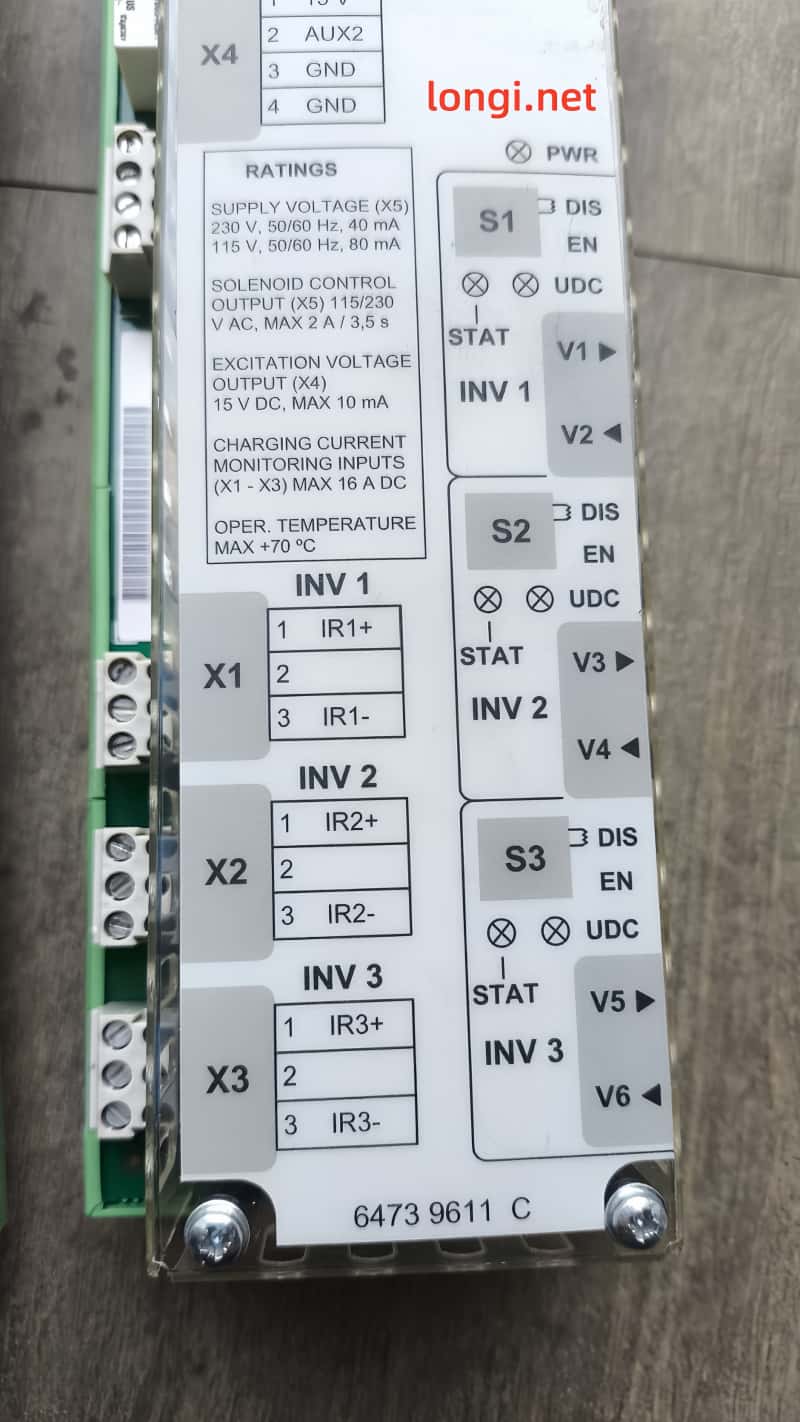 X4
2 AUX2
3 GND
4 GND
longi.net
PWR
RATINGS
SUPPLY VOLTAGE (X5)
230 V, 50/60 Hz, 40 mA
115 V, 50/60 Hz, 80 mA
SOLENOID CONTROL
OUTPUT (X5) 115/230
V AC, MAX 2 A / 3,5 s
EXCITATION VOLTAGE
OUTPUT (X4)
15 V DC, MAX 10 mA
CHARGING CURRENT
MONITORING INPUTS
(X1 - X3) MAX 16 A DC
OPER. TEMPERATURE
MAX +70 ºC
S1
DIS
EN
UDC
STAT
V1 ▶
INV 1
V2 ◀
S2
DIS
EN
UDC
STAT
V3 ▶
INV 2
V4 ◀
S3
DIS
EN
UDC
STAT
V5 ▶
INV 3
V6 ◀
INV 1
X1
1 IR1+
2
3 IR1-
INV 2
X2
1 IR2+
2
3 IR2-
INV 3
X3
1 IR3+
2
3 IR3-
6473 9611 C